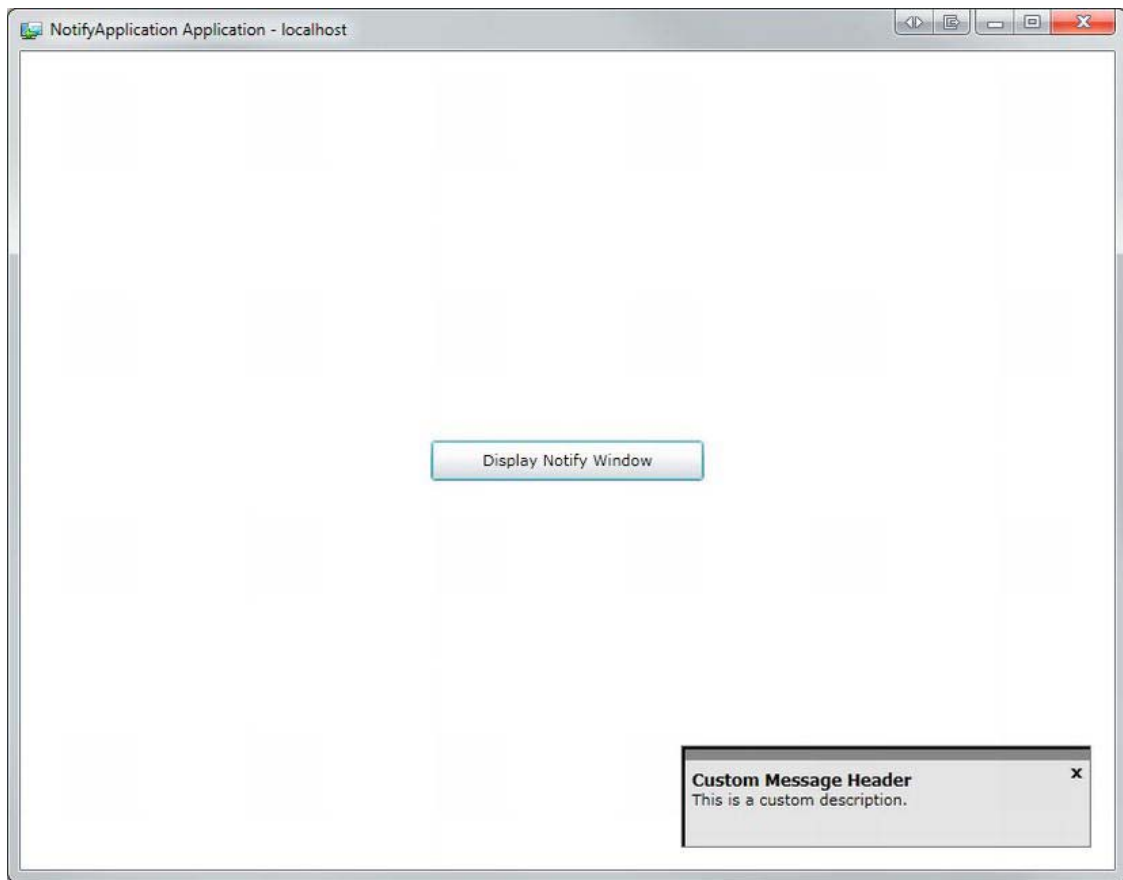 NotifyApplication Application - localhost
Display Notify Window
Custom Message Header
x
This is a custom description.